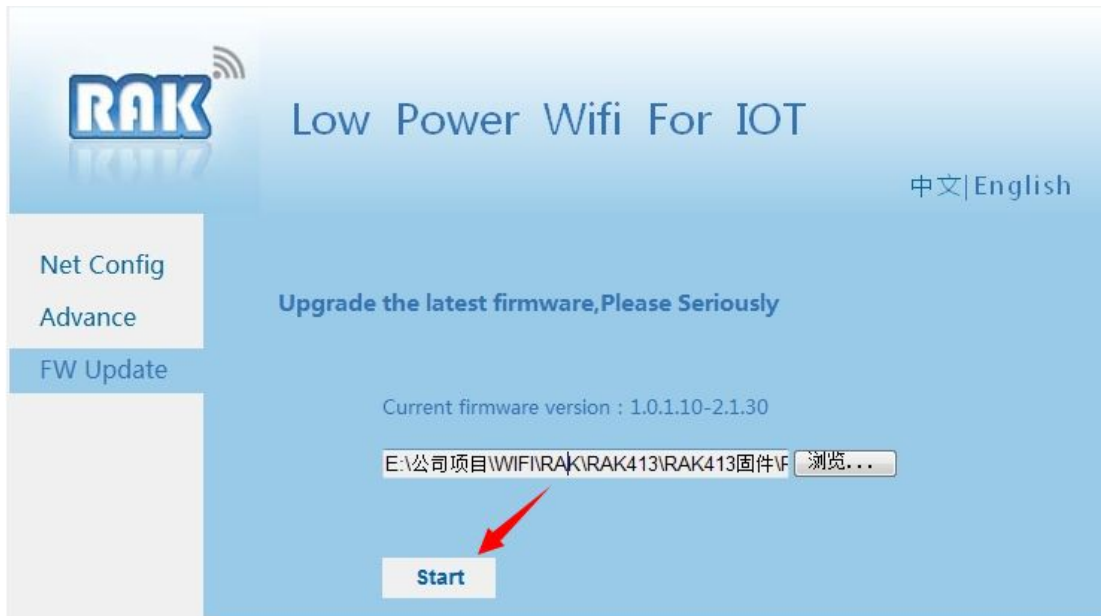 RAK
Low Power Wifi For IOT
中文|English
Net Config
Advance
FW Update
Upgrade the latest firmware,Please Seriously
Current firmware version : 1.0.1.10-2.1.30
E:\公司项目\WIFI\RAK\RAK413\RAK413固件\F 浏览...
Start